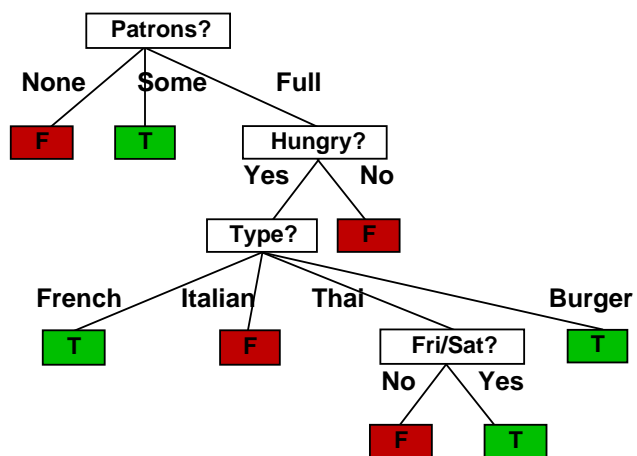 Patrons?
None Some Full
F T Hungry?
Yes No
Type? F
French Italian Thai Burger
T F Fri/Sat? T
No Yes
F T